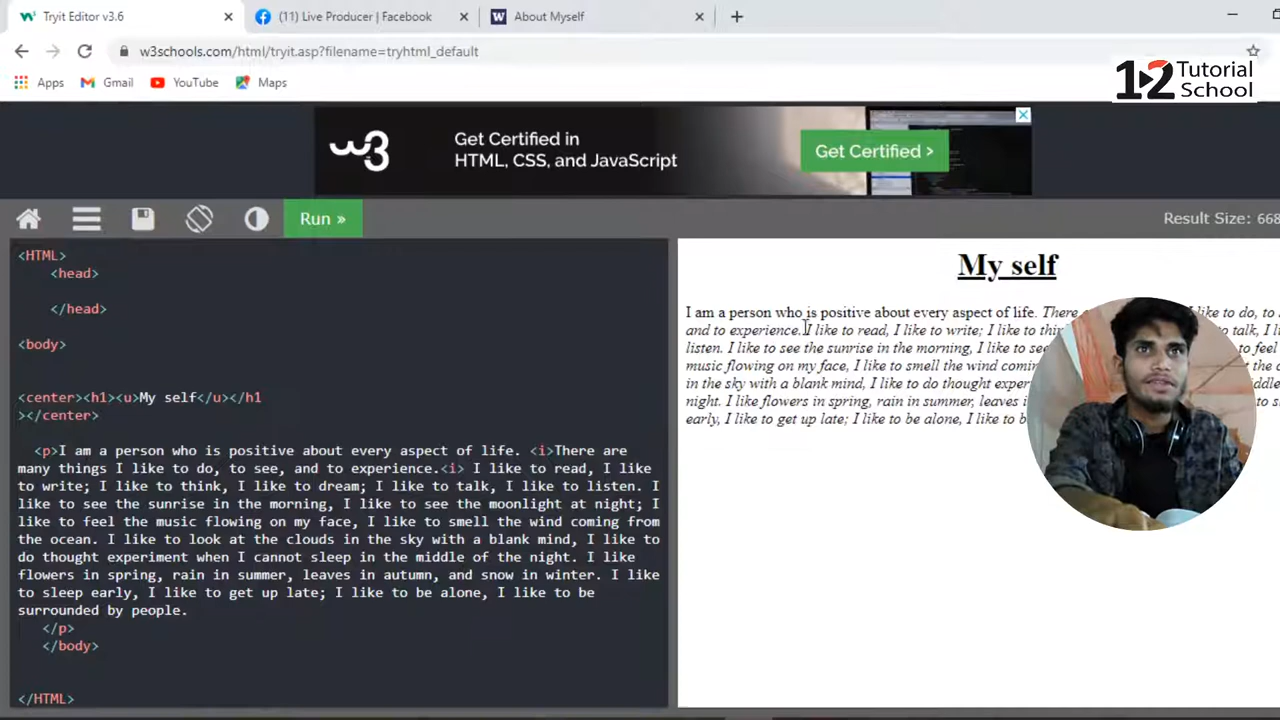 Tryit Editor v3.6
(11) Live Producer | Facebook
About Myself
w3schools.com/html/tryit.asp?filename=tryhtml_default
Apps
Gmail
YouTube
Maps
12 Tutorial
School
w3
Get Certified in
HTML, CSS, and JavaScript
Get Certified >
Run »
Result Size: 668
<HTML>
<head>
</head>
<body>
<center><h1><u>My self</u></h1
></center>
<p>I am a person who is positive about every aspect of life. <i>There are
many things I like to do, to see, and to experience.<i> I like to read, I like
to write; I like to think, I like to dream; I like to talk, I like to listen. I
like to see the sunrise in the morning, I like to see the moonlight at night; I
like to feel the music flowing on my face, I like to smell the wind coming from
the ocean. I like to look at the clouds in the sky with a blank mind, I like to
do thought experiment when I cannot sleep in the middle of the night. I like
flowers in spring, rain in summer, leaves in autumn, and snow in winter. I like
to sleep early, I like to get up late; I like to be alone, I like to be
surrounded by people.
</p>
</body>
</HTML>
My self
I am a person who is positive about every aspect of life. There I like to do, to
and to experience. I like to read, I like to write; I like to to talk, I
listen. I like to see the sunrise in the morning, I like to to feel
music flowing on my face, I like to smell the wind at the
in the sky with a blank mind, I like to do thought
night. I like flowers in spring, rain in summer, leaves to
early, I like to get up late; I like to be alone, I like to